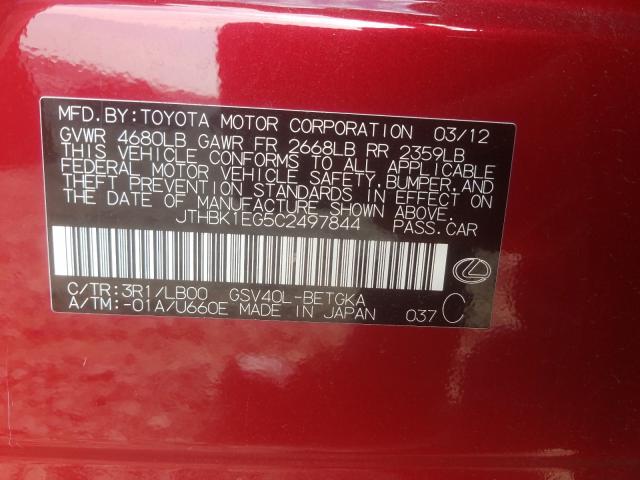 MFD.BY:TOYOTA MOTOR CORPORATION 03/12
GVWR 4680LB GAWR FR 2668LB RR 2359LB
THIS VEHICLE CONFORMS TO ALL APPLICABLE
FEDERAL MOTOR VEHICLE SAFETY, BUMPER, AND
THEFT PREVENTION STANDARDS IN EFFECT ON
THE DATE OF MANUFACTURE SHOWN ABOVE.
JTHBK1EG5C2497844 PASS.CAR
C/TR:3R1/LB00 GSV40L-BETGKA
A/TM:-01A/U660E MADE IN JAPAN 037 C